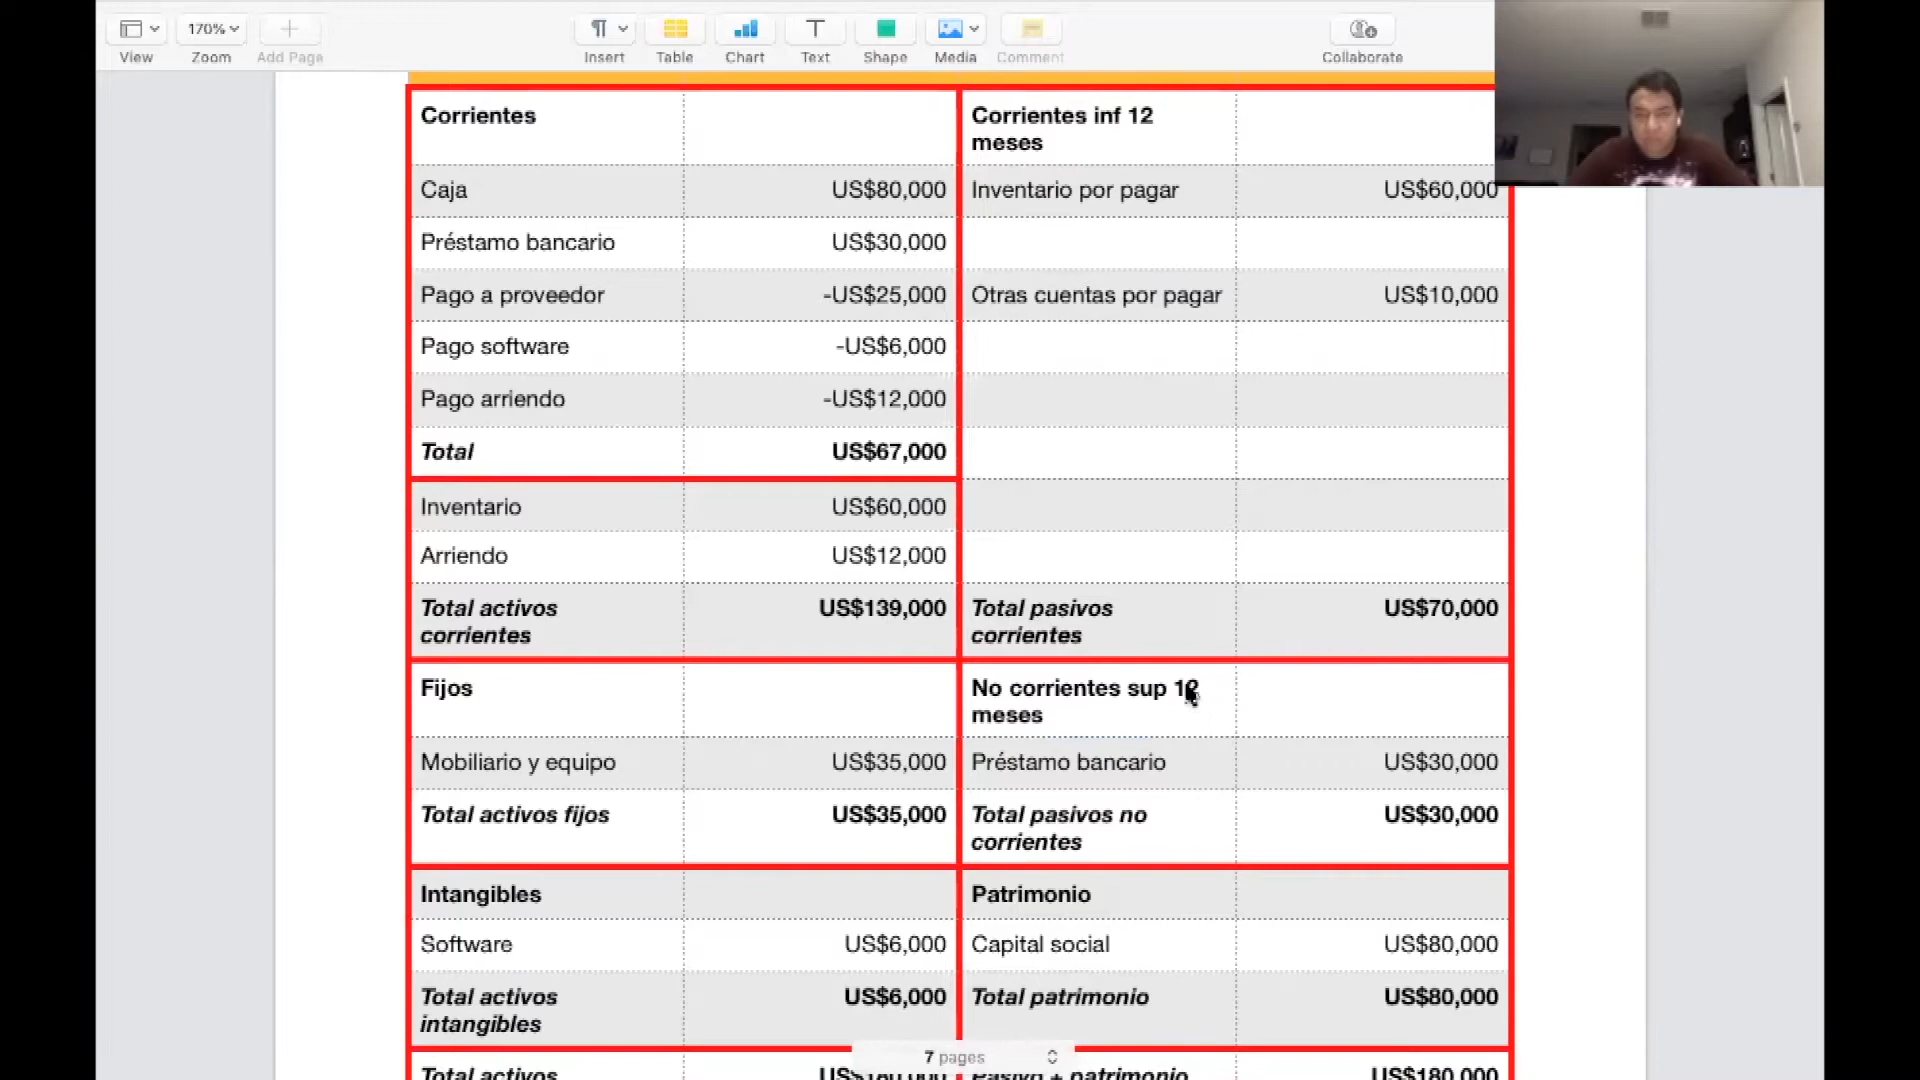 View
170%
Zoom
Add Page
Insert
Table
Chart
Text
Shape
Media
Comment
Collaborate
Corrientes
Corrientes inf 12
meses
Caja US$80,000 Inventario por pagar US$60,000
Préstamo bancario US$30,000
Pago a proveedor -US$25,000 Otras cuentas por pagar US$10,000
Pago software -US$6,000
Pago arriendo -US$12,000
Total US$67,000
Inventario US$60,000
Arriendo US$12,000
Total activos
corrientes
US$139,000
Total pasivos
corrientes
US$70,000
Fijos
No corrientes sup 12
meses
Mobiliario y equipo US$35,000 Préstamo bancario US$30,000
Total activos fijos US$35,000
Total pasivos no
corrientes
US$30,000
Intangibles Patrimonio
Software US$6,000 Capital social US$80,000
Total activos
intangibles
US$6,000 Total patrimonio US$80,000
7 pages
Total activos US$180,000 Pasivo + patrimonio US$180,000